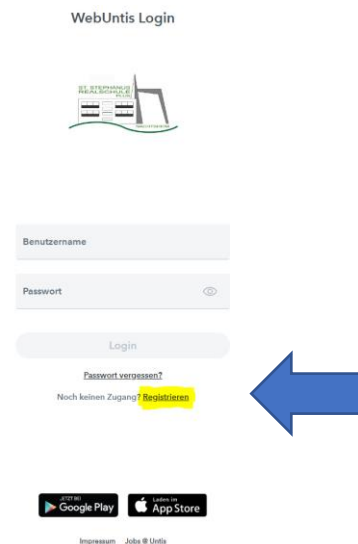 WebUntis Login
ST. STEPHANUS
REALSCHULE
PLUS
Benutzername
Passwort
Login
Passwort vergessen?
Noch keinen Zugang? Registrieren
JETZT BEI
Google Play
Laden im
App Store
Impressum Jobs @ Untis